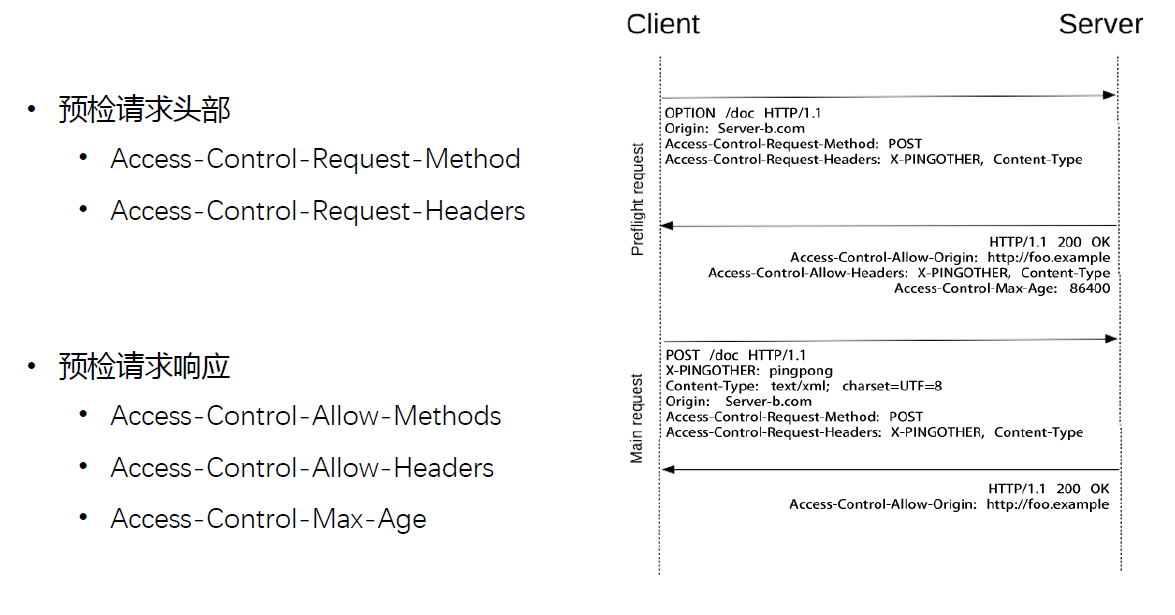 • 预检请求头部
• Access-Control-Request-Method
• Access-Control-Request-Headers
• 预检请求响应
• Access-Control-Allow-Methods
• Access-Control-Allow-Headers
• Access-Control-Max-Age
Client
Server
Preflight request
OPTION /doc HTTP/1.1
Origin: Server-b.com
Access-Control-Request-Method: POST
Access-Control-Request-Headers: X-PINGOTHER, Content-Type
HTTP/1.1 200 OK
Access-Control-Allow-Origin: http://foo.example
Access-Control-Allow-Headers: X-PINGOTHER, Content-Type
Access-Control-Max-Age: 86400
Main request
POST /doc HTTP/1.1
X-PINGOTHER: pingpong
Content-Type: text/xml; charset=UTF=8
Origin: Server-b.com
Access-Control-Request-Method: POST
Access-Control-Request-Headers: X-PINGOTHER, Content-Type
HTTP/1.1 200 OK
Access-Control-Allow-Origin: http://foo.example